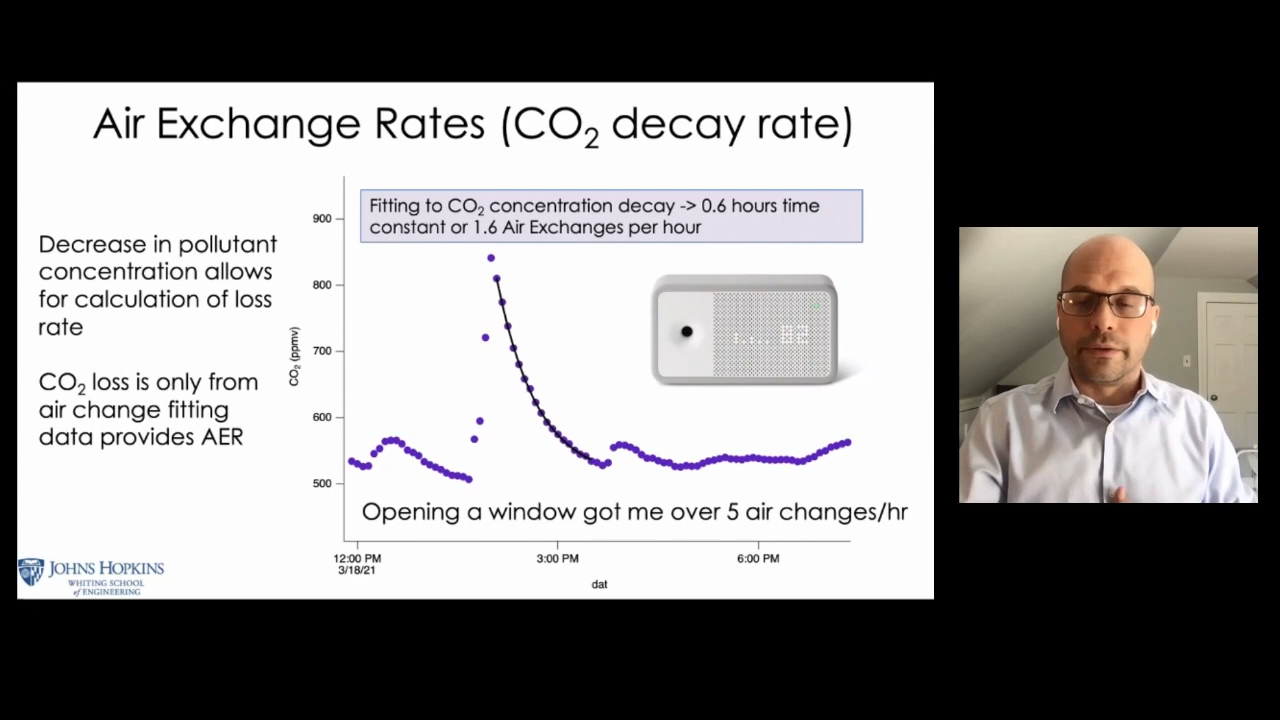 Air Exchange Rates (CO₂ decay rate)
Decrease in pollutant
concentration allows
for calculation of loss
rate
CO₂ loss is only from
air change fitting
data provides AER
Fitting to CO₂ concentration decay -> 0.6 hours time
constant or 1.6 Air Exchanges per hour
900
800
700
600
500
CO₂ (ppmv)
82
Opening a window got me over 5 air changes/hr
12:00 PM
3/18/21
3:00 PM
6:00 PM
dat
JOHNS HOPKINS
WHITING SCHOOL
of ENGINEERING